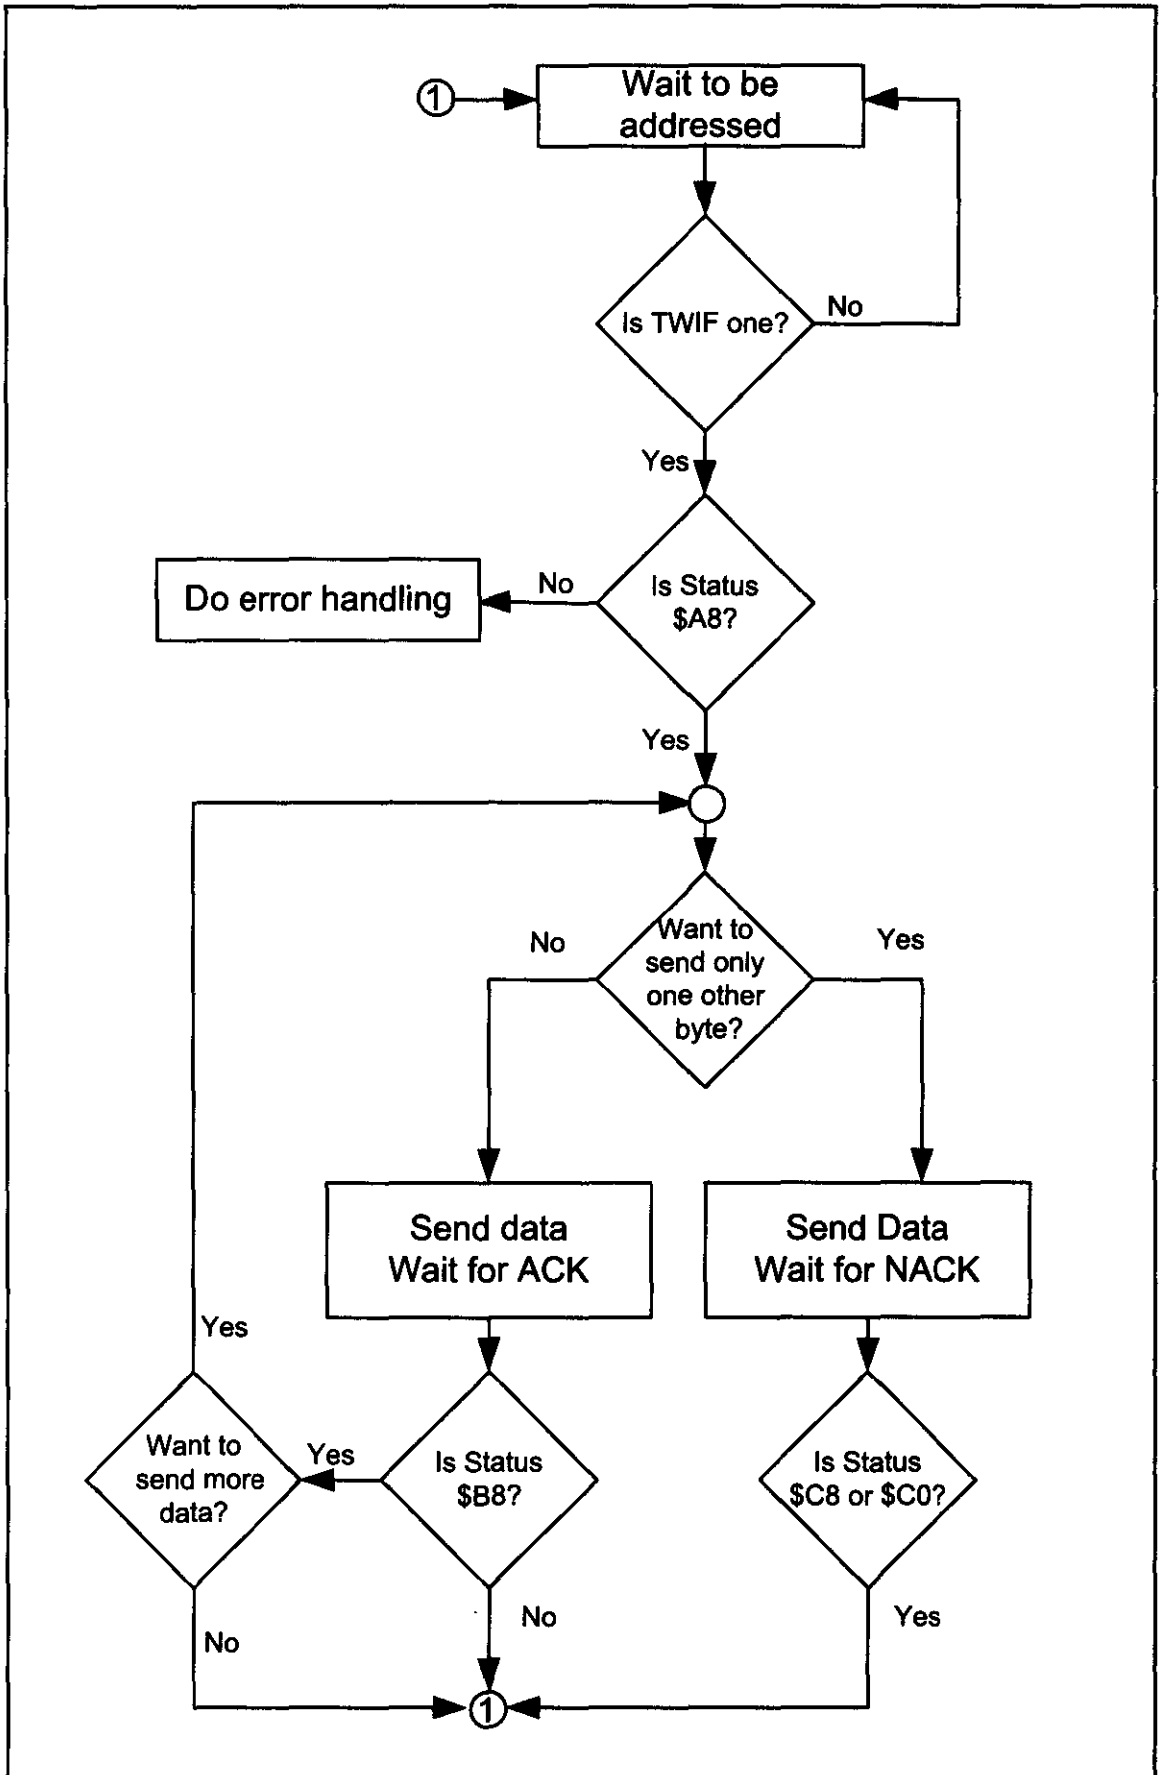 1
Wait to be
addressed
Is TWIF one?
No
Yes
Is Status
$A8?
No
Do error handling
Yes
Want to
send only
one other
byte?
No
Yes
Send data
Wait for ACK
Send Data
Wait for NACK
Yes
Want to
send more
data?
Yes
Is Status
$B8?
Is Status
$C8 or $C0?
No
No
Yes
1